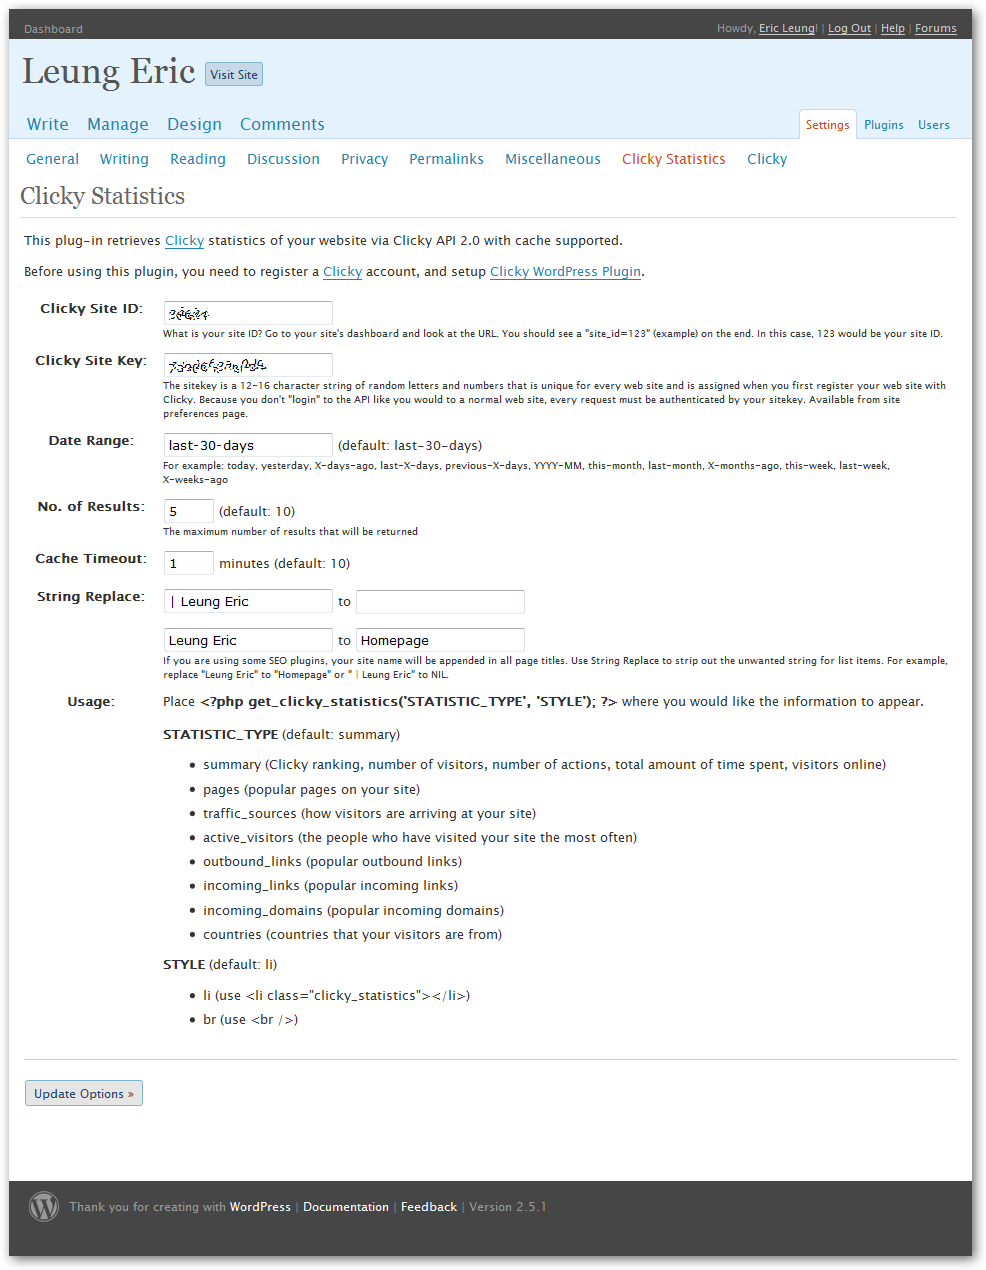 Dashboard
Howdy, Eric Leung! | Log Out | Help | Forums
Leung Eric Visit Site
Write Manage Design Comments
Settings Plugins Users
General Writing Reading Discussion Privacy Permalinks Miscellaneous Clicky Statistics Clicky
Clicky Statistics
This plug-in retrieves Clicky statistics of your website via Clicky API 2.0 with cache supported.
Before using this plugin, you need to register a Clicky account, and setup Clicky WordPress Plugin.
Clicky Site ID:
What is your site ID? Go to your site's dashboard and look at the URL. You should see a "site_id=123" (example) on the end. In this case, 123 would be your site ID.
Clicky Site Key:
The sitekey is a 12-16 character string of random letters and numbers that is unique for every web site and is assigned when you first register your web site with
Clicky. Because you don't "login" to the API like you would to a normal web site, every request must be authenticated by your sitekey. Available from site
preferences page.
Date Range: last-30-days (default: last-30-days)
For example: today, yesterday, X-days-ago, last-X-days, previous-X-days, YYYY-MM, this-month, last-month, X-months-ago, this-week, last-week,
X-weeks-ago
No. of Results: 5 (default: 10)
The maximum number of results that will be returned
Cache Timeout: 1 minutes (default: 10)
String Replace: | Leung Eric to
Leung Eric to Homepage
If you are using some SEO plugins, your site name will be appended in all page titles. Use String Replace to strip out the unwanted string for list items. For example,
replace "Leung Eric" to "Homepage" or " | Leung Eric" to NIL.
Usage: Place <?php get_clicky_statistics('STATISTIC_TYPE', 'STYLE'); ?> where you would like the information to appear.
STATISTIC_TYPE (default: summary)
• summary (Clicky ranking, number of visitors, number of actions, total amount of time spent, visitors online)
• pages (popular pages on your site)
• traffic_sources (how visitors are arriving at your site)
• active_visitors (the people who have visited your site the most often)
• outbound_links (popular outbound links)
• incoming_links (popular incoming links)
• incoming_domains (popular incoming domains)
• countries (countries that your visitors are from)
STYLE (default: li)
• li (use <li class="clicky_statistics"></li>)
• br (use <br />)
Update Options »
Thank you for creating with WordPress | Documentation | Feedback | Version 2.5.1